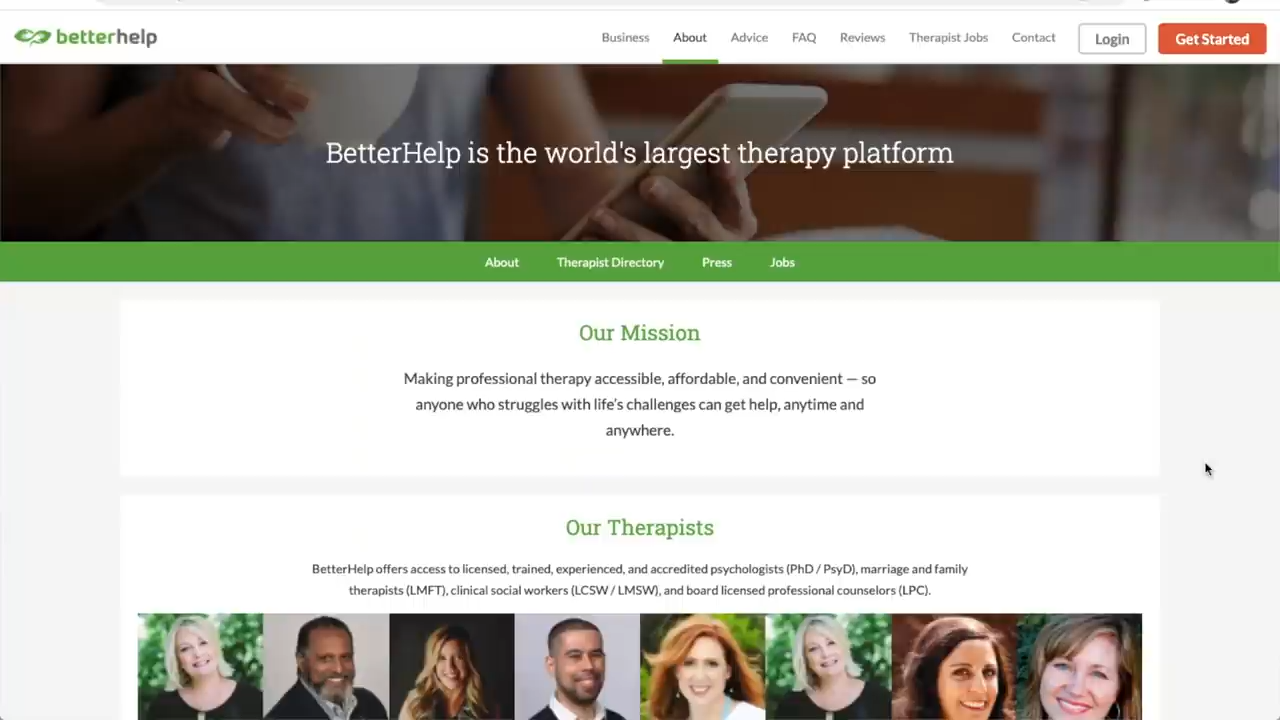 betterhelp
Business About Advice FAQ Reviews Therapist Jobs Contact Login Get Started
BetterHelp is the world's largest therapy platform
About Therapist Directory Press Jobs
Our Mission
Making professional therapy accessible, affordable, and convenient — so
anyone who struggles with life's challenges can get help, anytime and
anywhere.
Our Therapists
BetterHelp offers access to licensed, trained, experienced, and accredited psychologists (PhD / PsyD), marriage and family
therapists (LMFT), clinical social workers (LCSW / LMSW), and board licensed professional counselors (LPC).